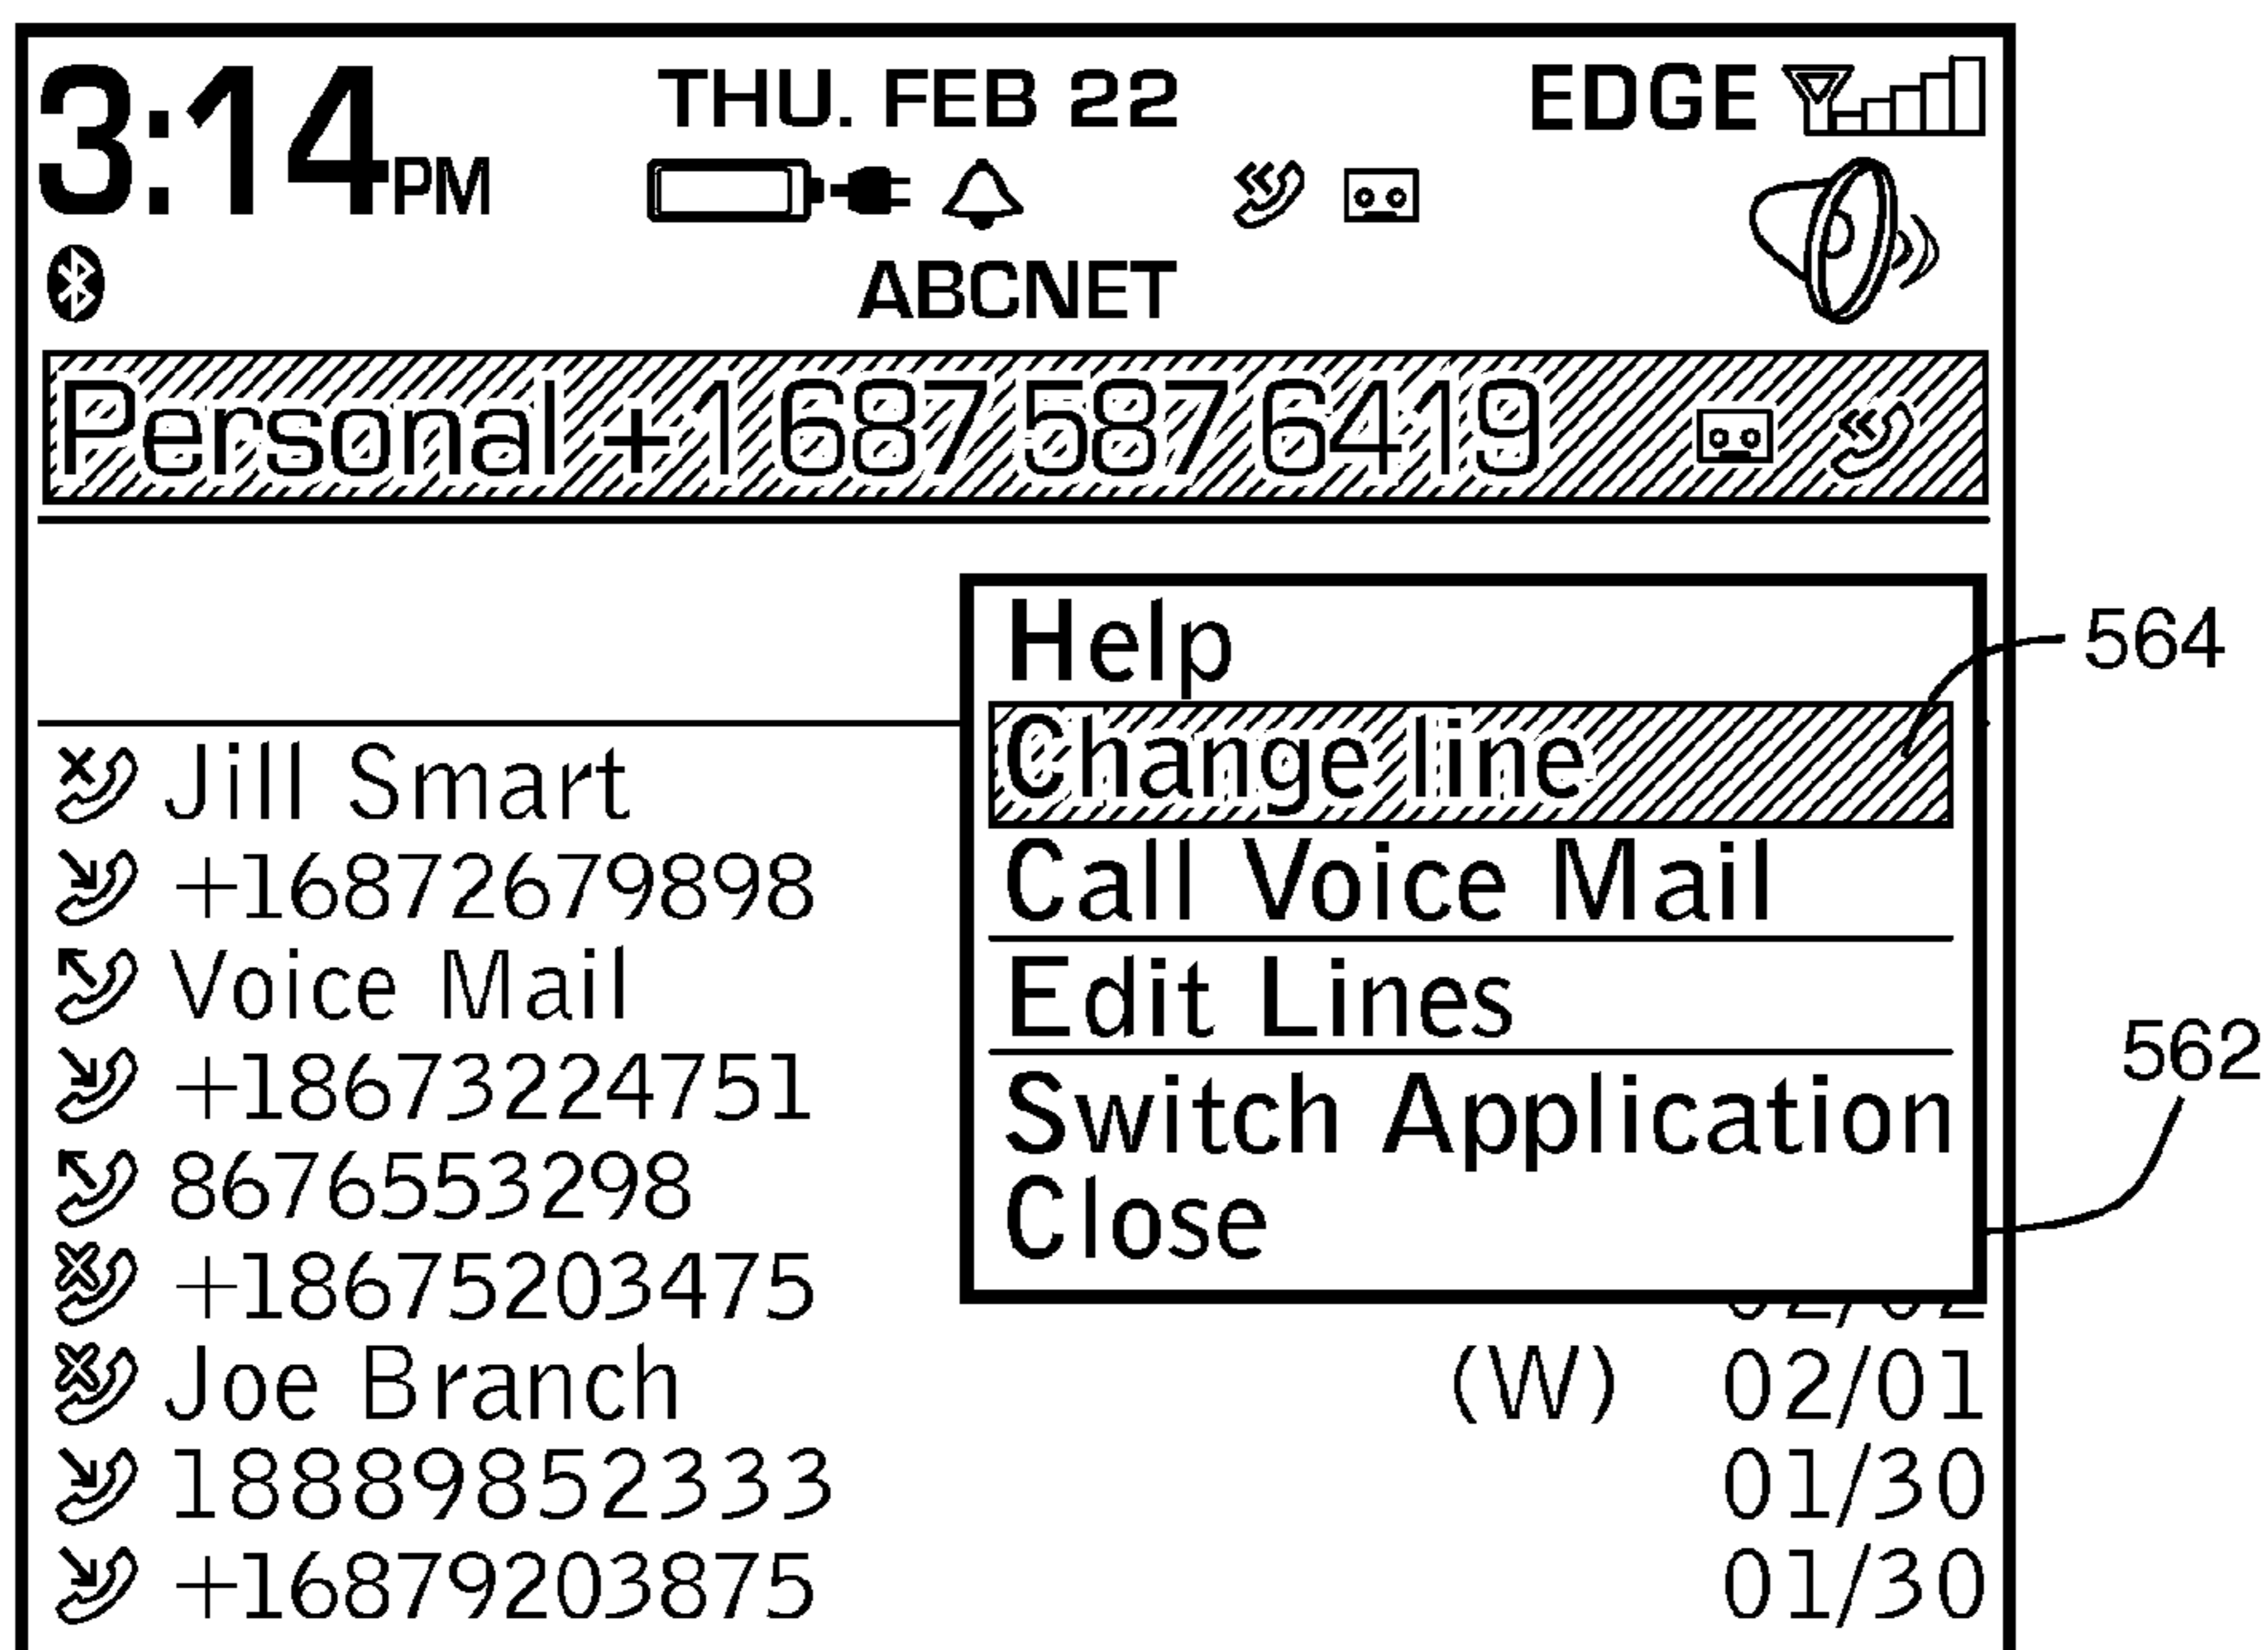 3:14PM THU. FEB 22 EDGE
ABCNET
Personal +1 687 587 6419
Help
564
Change line
Jill Smart
Call Voice Mail
+16872679898
Edit Lines
Voice Mail
562
Switch Application
+18673224751
8676553298
Close
+18675203475 02/02
Joe Branch (W) 02/01
18889852333 01/30
+16879203875 01/30